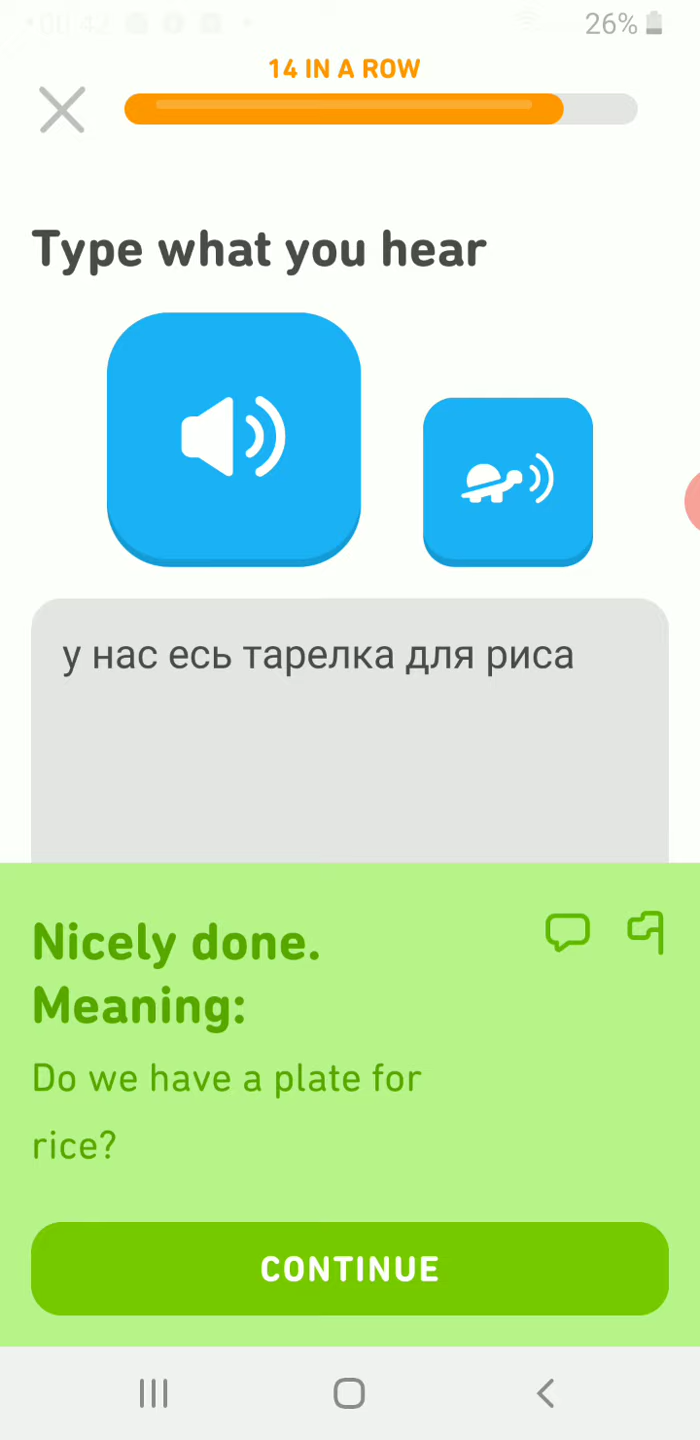 26%
14 IN A ROW
Type what you hear
у нас есь тарелка для риса
Nicely done.
Meaning:
Do we have a plate for
rice?
CONTINUE